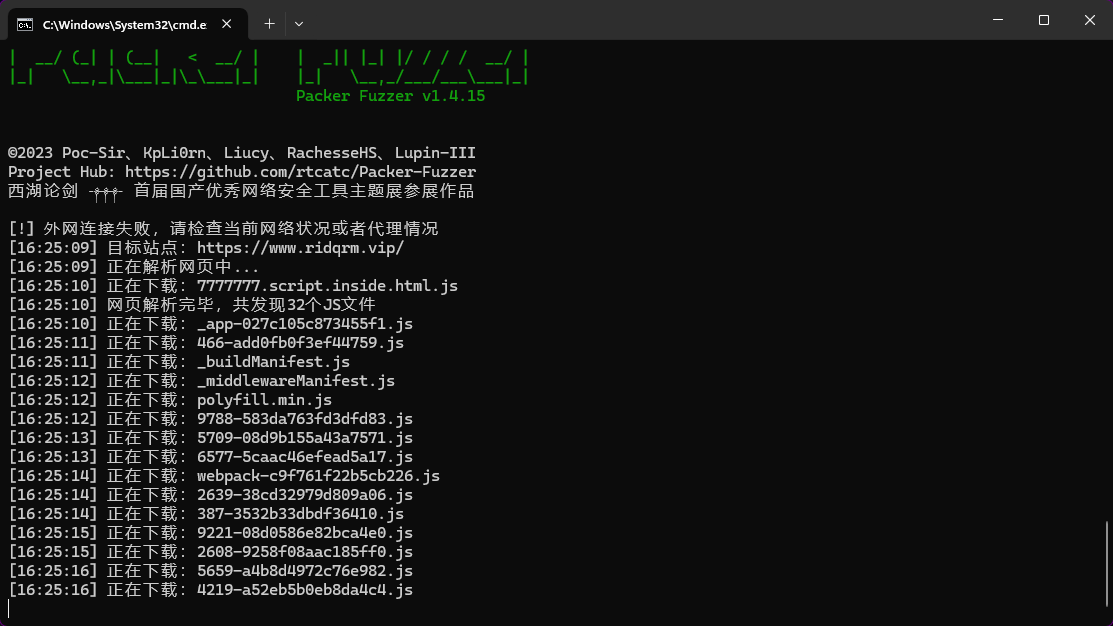 C:\Windows\System32\cmd.e
|  __/ (_| | (__|   <  __/ |    |  _|| |_| |/ / / /  __/ |
|_|   \__,_|\___|_|\_\___|_|    |_|   \__,_/___/___\___|_|
Packer Fuzzer v1.4.15
©2023 Poc-Sir、KpLi0rn、Liucy、RachesseHS、Lupin-III
Project Hub: https://github.com/rtcatc/Packer-Fuzzer
西湖论剑 -ተተተ- 首届国产优秀网络安全工具主题展参展作品
[!] 外网连接失败，请检查当前网络状况或者代理情况
[16:25:09] 目标站点：https://www.ridqrm.vip/
[16:25:09] 正在解析网页中...
[16:25:10] 正在下载：7777777.script.inside.html.js
[16:25:10] 网页解析完毕，共发现32个JS文件
[16:25:10] 正在下载：_app-027c105c873455f1.js
[16:25:11] 正在下载：466-add0fb0f3ef44759.js
[16:25:11] 正在下载：_buildManifest.js
[16:25:12] 正在下载：_middlewareManifest.js
[16:25:12] 正在下载：polyfill.min.js
[16:25:12] 正在下载：9788-583da763fd3dfd83.js
[16:25:13] 正在下载：5709-08d9b155a43a7571.js
[16:25:13] 正在下载：6577-5caac46efead5a17.js
[16:25:14] 正在下载：webpack-c9f761f22b5cb226.js
[16:25:14] 正在下载：2639-38cd32979d809a06.js
[16:25:14] 正在下载：387-3532b33dbdf36410.js
[16:25:15] 正在下载：9221-08d0586e82bca4e0.js
[16:25:15] 正在下载：2608-9258f08aac185ff0.js
[16:25:16] 正在下载：5659-a4b8d4972c76e982.js
[16:25:16] 正在下载：4219-a52eb5b0eb8da4c4.js